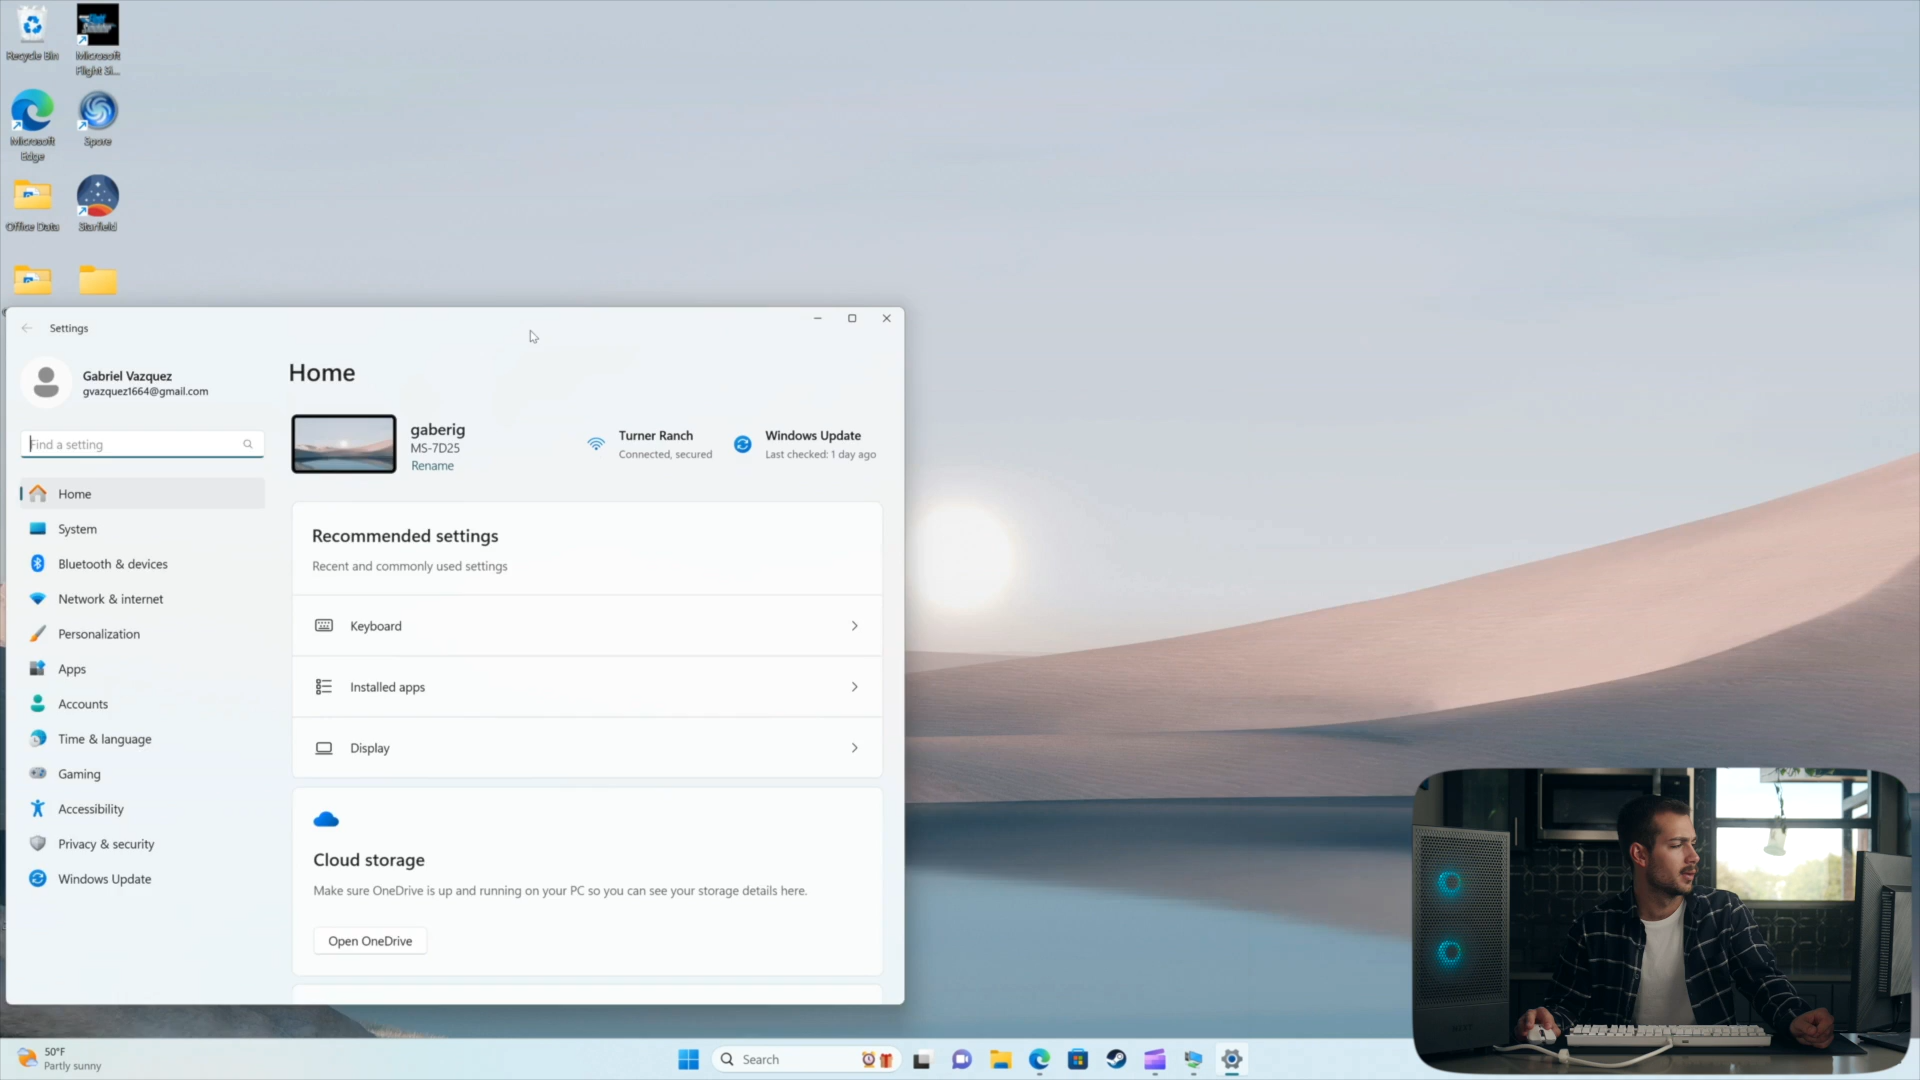 Recycle Bin
Microsoft
Flight Si...
Microsoft
Edge
Spore
Office Data
Starfield
Settings
Gabriel Vazquez
gvazquez1664@gmail.com
Find a setting
Home
System
Bluetooth & devices
Network & internet
Personalization
Apps
Accounts
Time & language
Gaming
Accessibility
Privacy & security
Windows Update
Home
gaberig
MS-7D25
Rename
Turner Ranch
Connected, secured
Windows Update
Last checked: 1 day ago
Recommended settings
Recent and commonly used settings
Keyboard
Installed apps
Display
Cloud storage
Make sure OneDrive is up and running on your PC so you can see your storage details here.
Open OneDrive
50°F
Partly sunny
Search